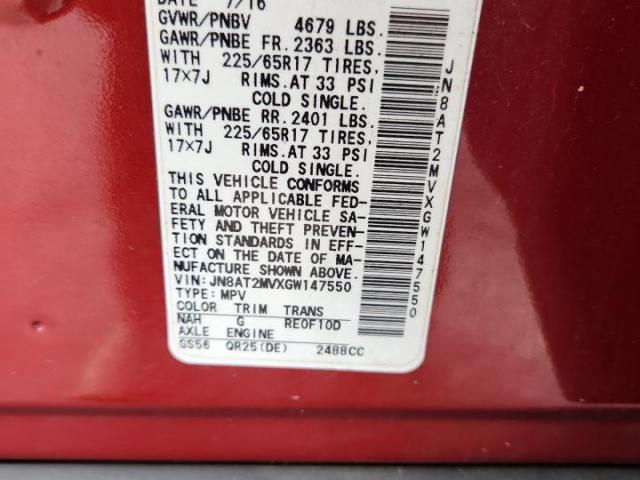 DATE 7/16
GVWR/PNBV 4679 LBS.
GAWR/PNBE FR. 2363 LBS.
WITH 225/65R17 TIRES,
17×7J RIMS. AT 33 PSI
COLD SINGLE.
GAWR/PNBE RR. 2401 LBS.
WITH 225/65R17 TIRES,
17×7J RIMS. AT 33 PSI
COLD SINGLE.
THIS VEHICLE CONFORMS
TO ALL APPLICABLE FED-
ERAL MOTOR VEHICLE SA-
FETY AND THEFT PREVEN-
TION STANDARDS IN EFF-
ECT ON THE DATE OF MA-
NUFACTURE SHOWN ABOVE.
VIN: JN8AT2MVXGW147550
TYPE: MPV
COLOR TRIM TRANS
NAH G RE0F10D
AXLE ENGINE
GS56 QR25(DE) 2488CC
JN8AT2MVXGW147550